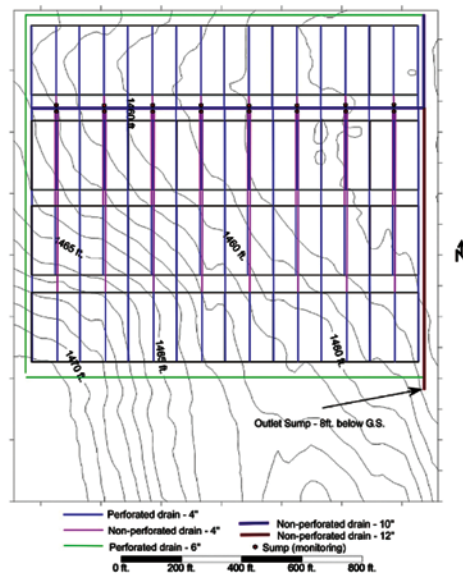 1460 ft.
1465 ft.
1460 ft.
1470 ft.
1465 ft.
1460 ft.
N
Outlet Sump - 8ft. below G.S.
Perforated drain - 4"
Non-perforated drain - 10"
Non-perforated drain - 4"
Non-perforated drain - 12"
Perforated drain - 6"
Sump (monitoring)
0 ft. 200 ft. 400 ft. 600 ft. 800 ft.